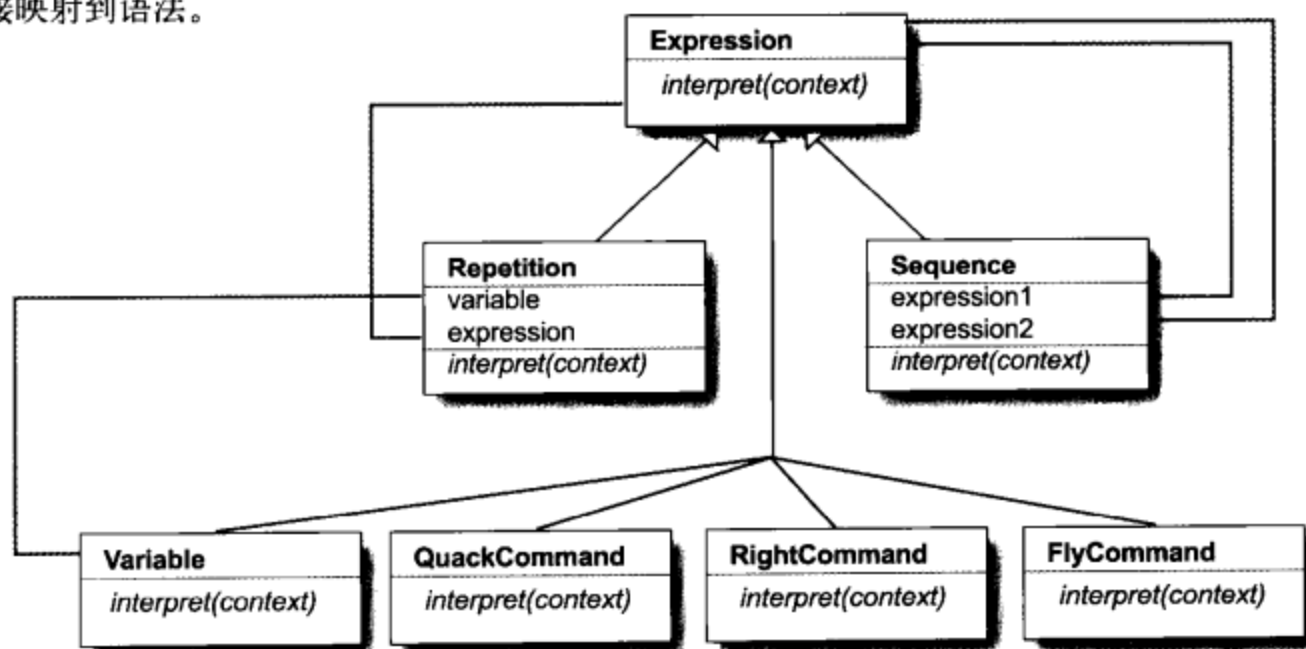 接映射到语法。
Expression
interpret(context)
Repetition
variable
expression
interpret(context)
Sequence
expression1
expression2
interpret(context)
Variable
interpret(context)
QuackCommand
interpret(context)
RightCommand
interpret(context)
FlyCommand
interpret(context)